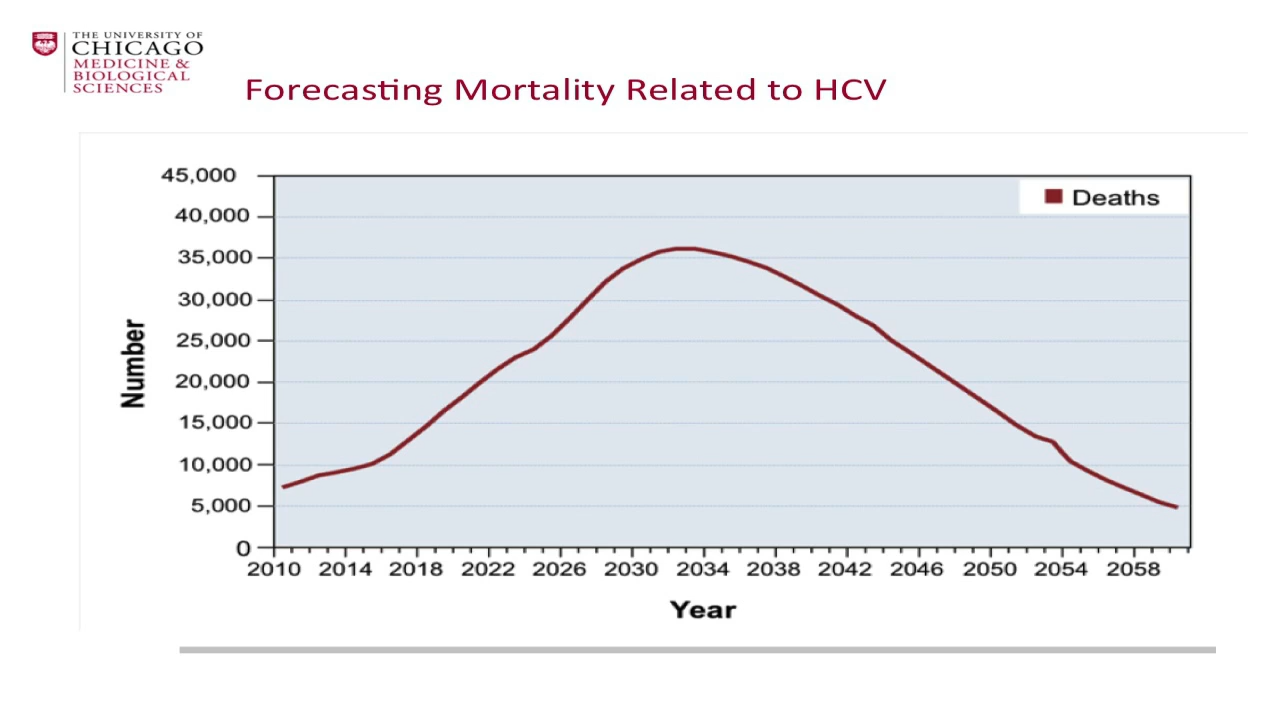 THE UNIVERSITY OF
CHICAGO
MEDICINE &
BIOLOGICAL
SCIENCES
Forecasting Mortality Related to HCV
45,000
40,000
35,000
30,000
25,000
20,000
15,000
10,000
5,000
0
Number
Deaths
2010 2014 2018 2022 2026 2030 2034 2038 2042 2046 2050 2054 2058
Year